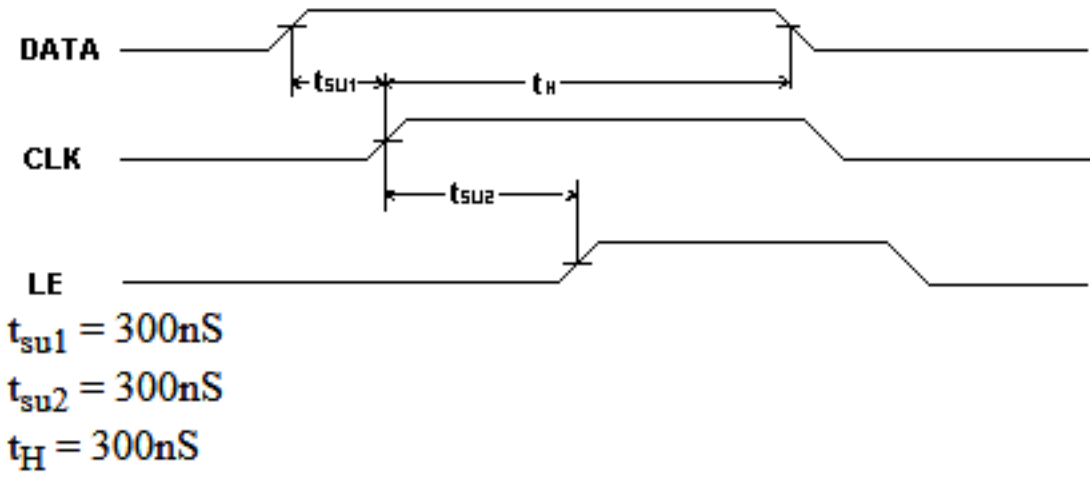 DATA
tSU1 tH
CLK
tSU2
LE
tsu1 = 300nS
tsu2 = 300nS
tH = 300nS